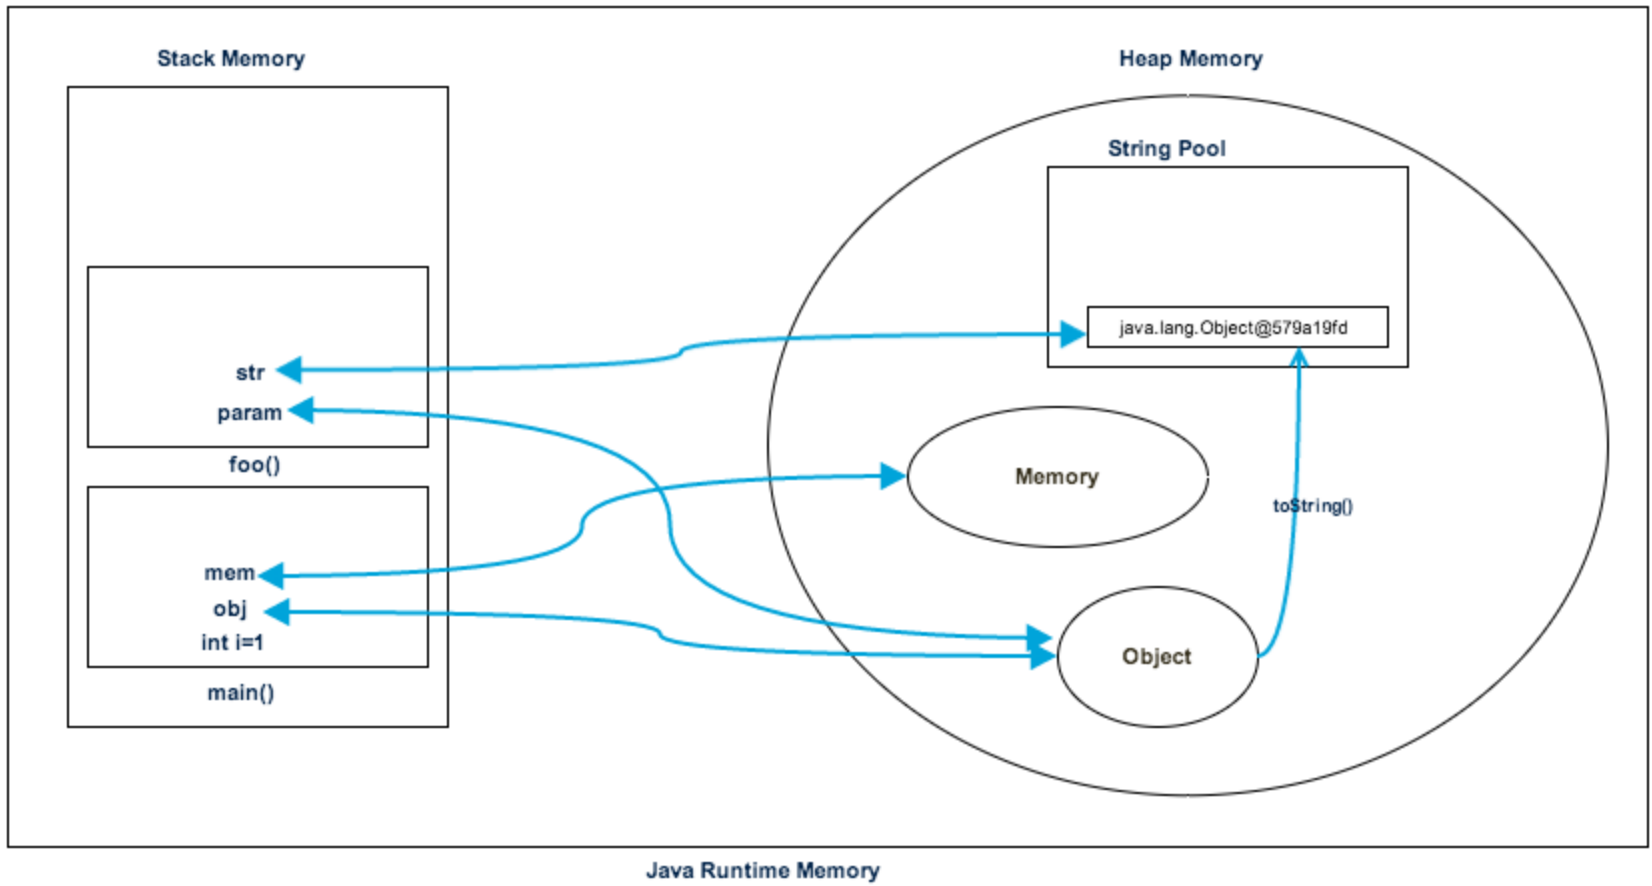 Stack Memory
Heap Memory
String Pool
java.lang.Object@579a19fd
str
param
foo()
Memory
toString()
mem
obj
int i=1
Object
main()
Java Runtime Memory